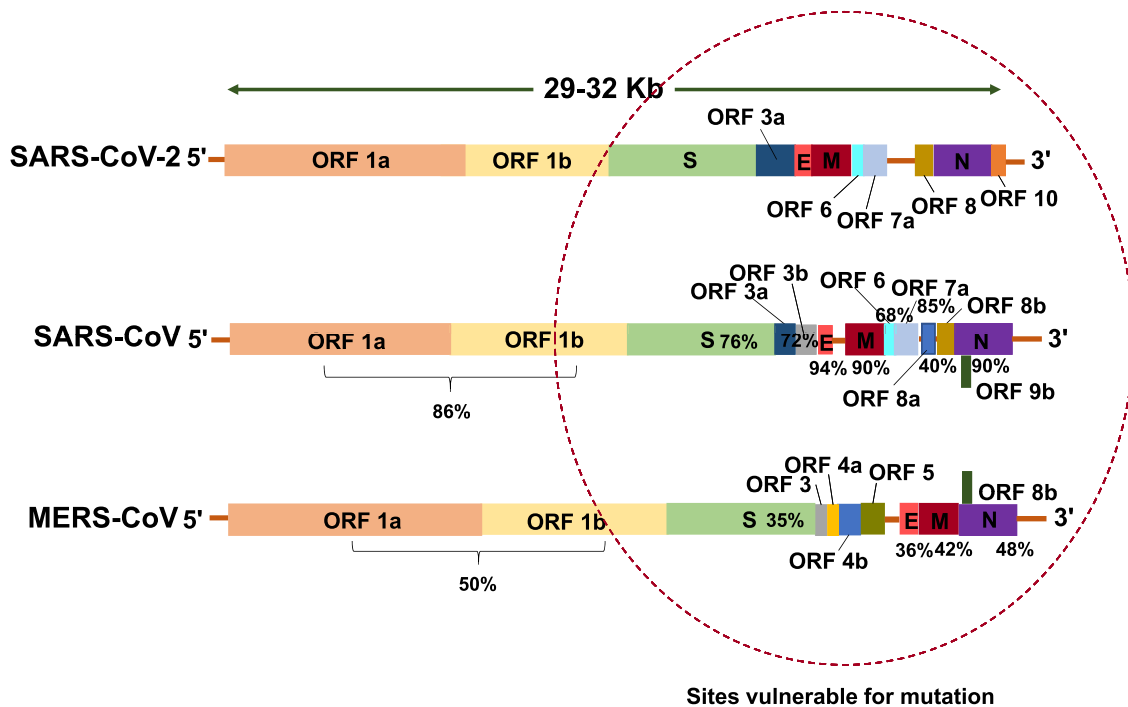 29-32 Kb
ORF 3a
SARS-CoV-2 5' ORF 1a ORF 1b S E M N 3'
ORF 6 ORF 7a ORF 8 ORF 10
ORF 3b ORF 6 ORF 7a
ORF 3a 68% 85% ORF 8b
SARS-CoV 5' ORF 1a ORF 1b S 76% 72% E M N 3'
94% 90% 40% 90%
ORF 8a ORF 9b
86%
ORF 4a ORF 5
ORF 3 ORF 8b
MERS-CoV 5' ORF 1a ORF 1b S 35% E M N 3'
36% 42% 48%
ORF 4b
50%
Sites vulnerable for mutation